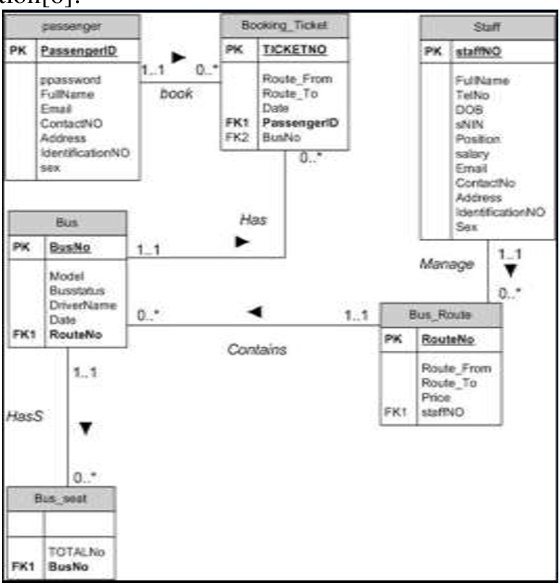 passenger
PK PassengerID
ppassword
FullName
Email
ContactNO
Address
IdentificationNO
sex
1..1 0..*
book
Booking_Ticket
PK TICKETNO
Route_From
Route_To
Date
FK1 PassengerID
FK2 BusNo
0..*
Staff
PK staffNO
FullName
TelNo
DOB
sNIN
Position
salary
Email
ContactNo
Address
IdentificationNO
Sex
Bus
PK BusNo
Model
Busstatus
DriverName
Date
FK1 RouteNo
Has
1..1
Manage
1..1
0..*
0..* 1..1
Contains
Bus_Route
PK RouteNo
Route_From
Route_To
Price
FK1 staffNO
1..1
HasS
0..*
Bus_seat
TOTALNo
FK1 BusNo